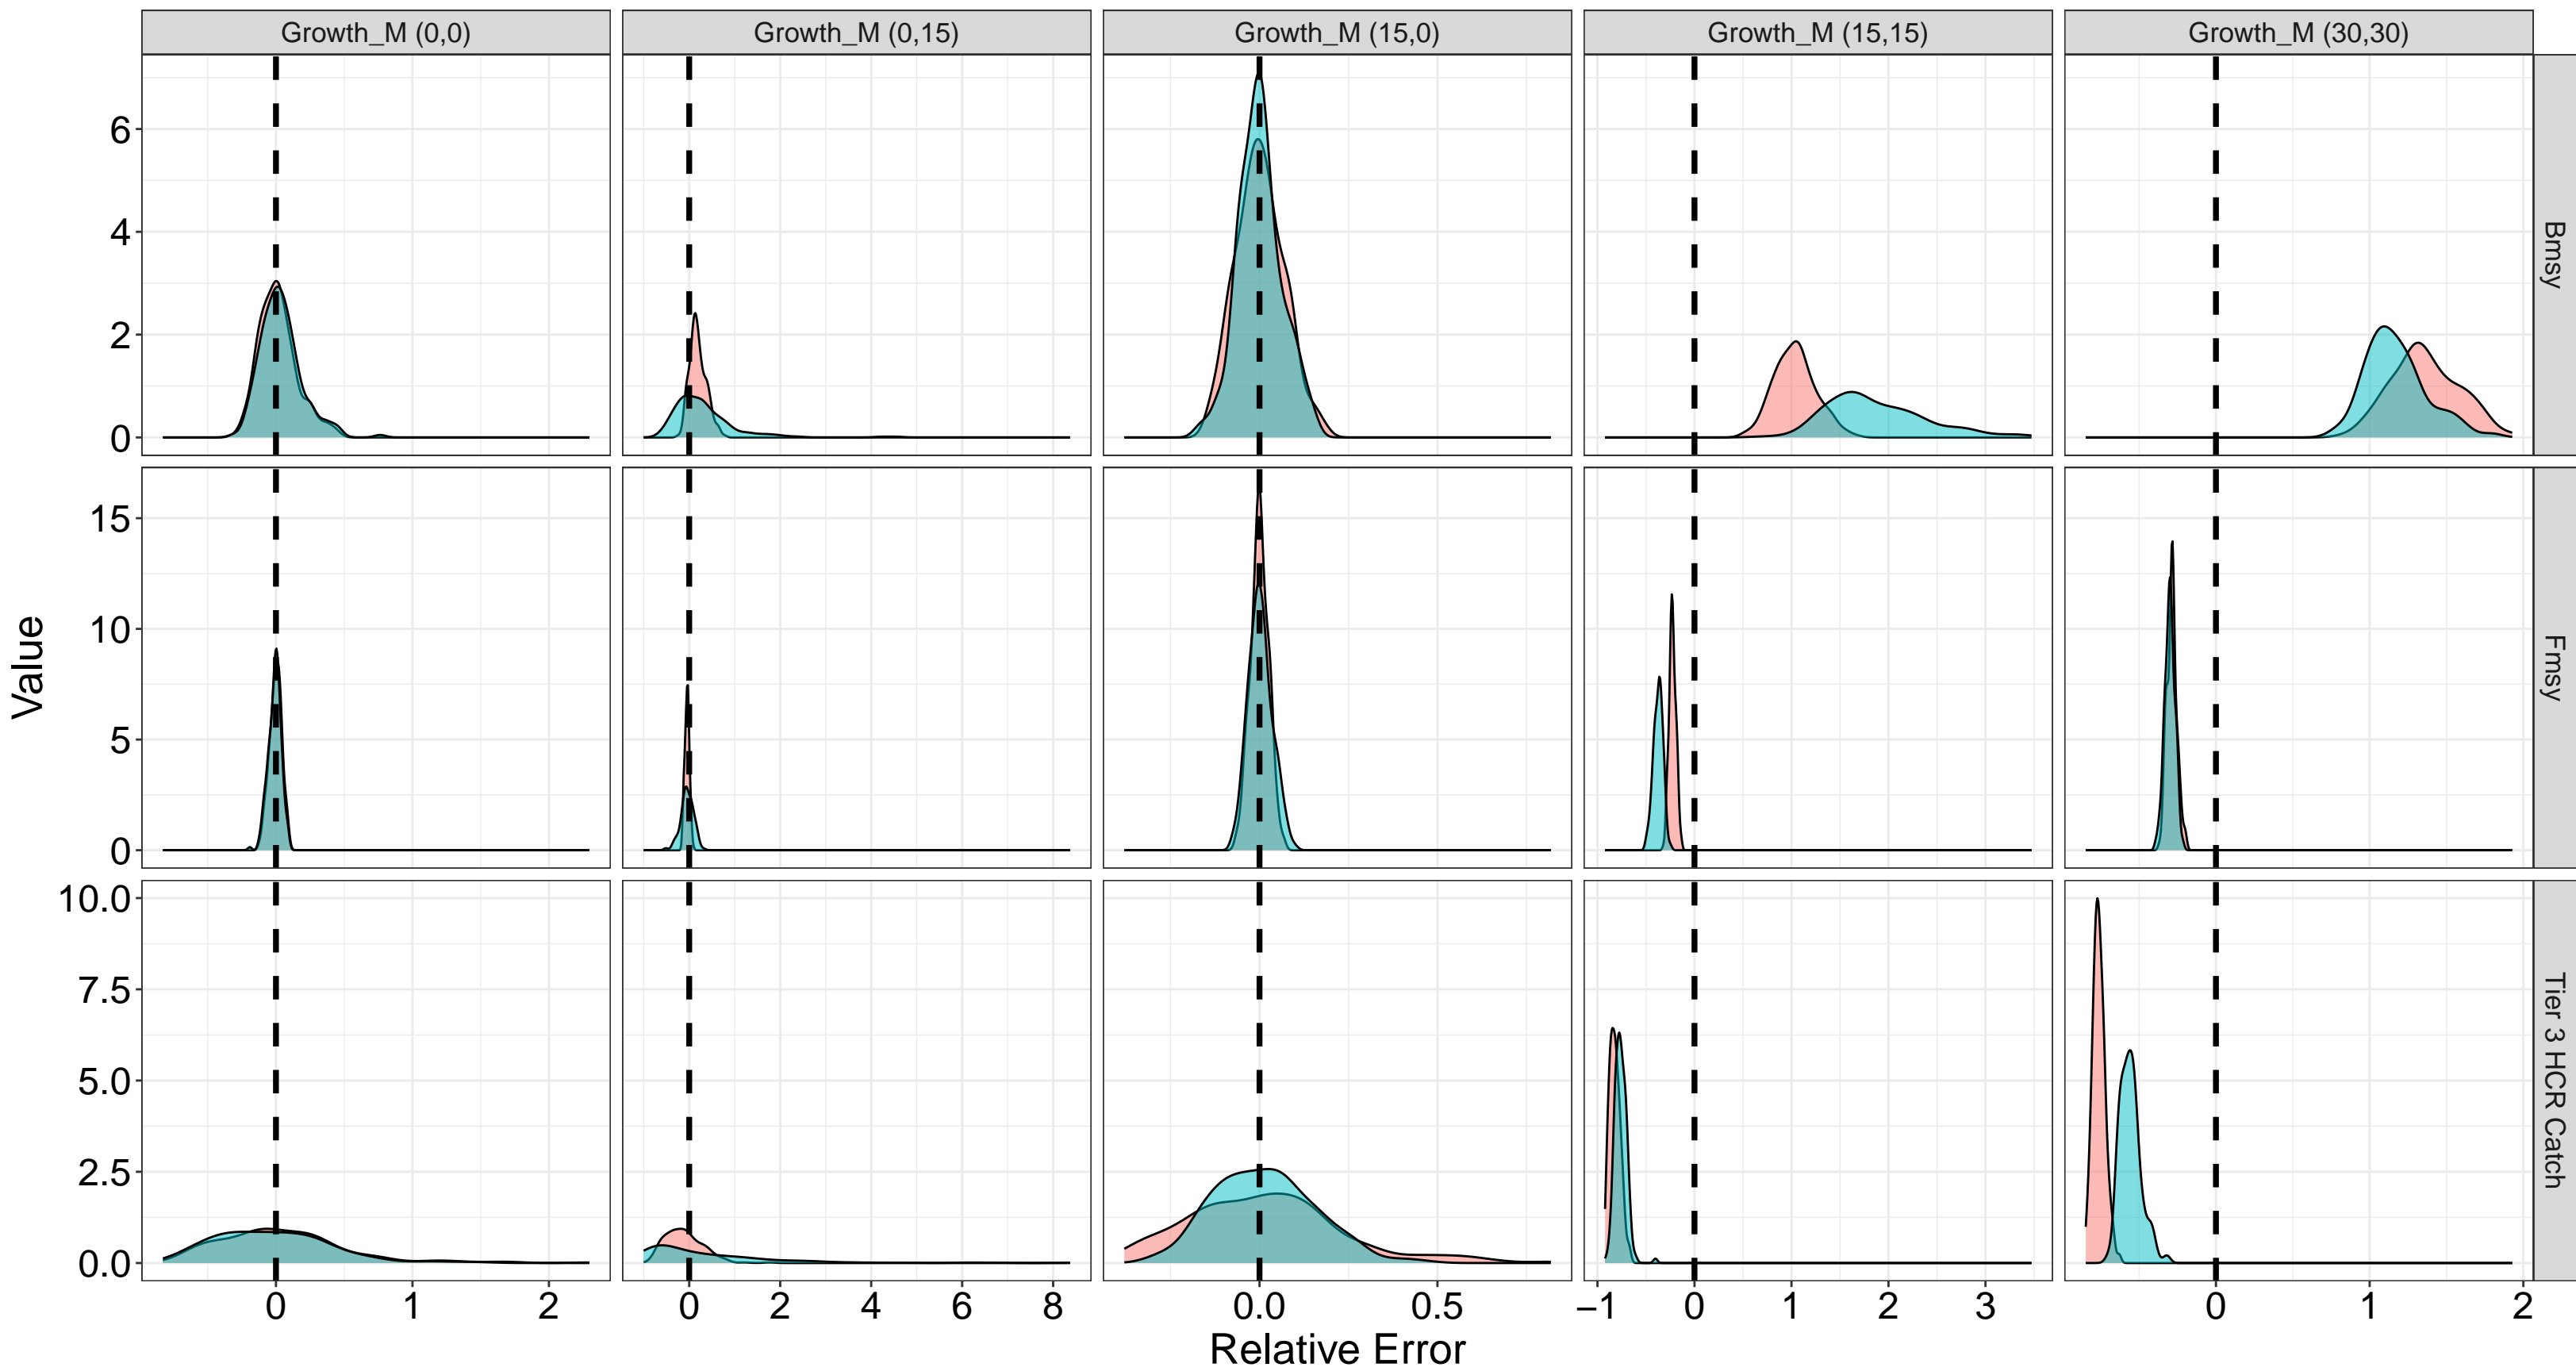 Growth_M (0,0) Growth_M (0,15) Growth_M (15,0) Growth_M (15,15) Growth_M (30,30)
6
4
2
0
Bmsy
15
10
5
0
Fmsy
10.0
7.5
5.0
2.5
0.0
Tier 3 HCR Catch
Value
0 1 2 0 2 4 6 8 0.0 0.5 −1 0 1 2 3 0 1 2
Relative Error